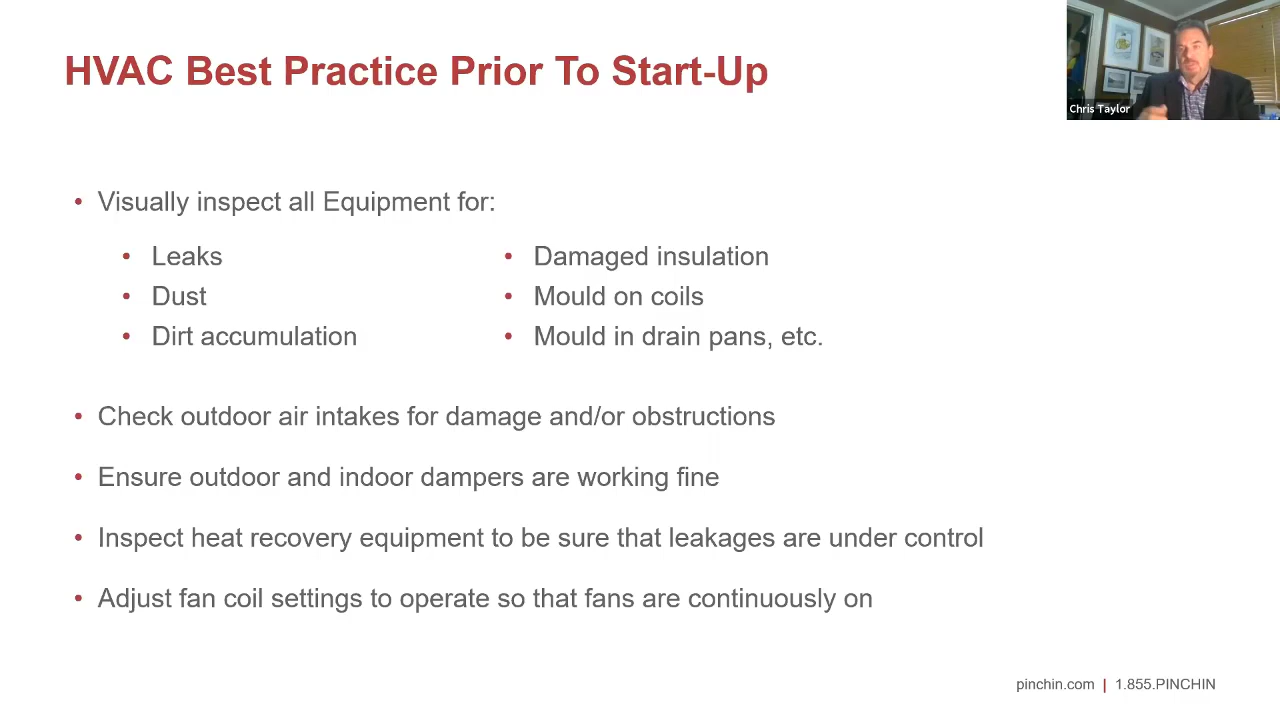 HVAC Best Practice Prior To Start-Up
Chris Taylor
• Visually inspect all Equipment for:
• Leaks
• Dust
• Dirt accumulation
• Damaged insulation
• Mould on coils
• Mould in drain pans, etc.
• Check outdoor air intakes for damage and/or obstructions
• Ensure outdoor and indoor dampers are working fine
• Inspect heat recovery equipment to be sure that leakages are under control
• Adjust fan coil settings to operate so that fans are continuously on
pinchin.com | 1.855.PINCHIN